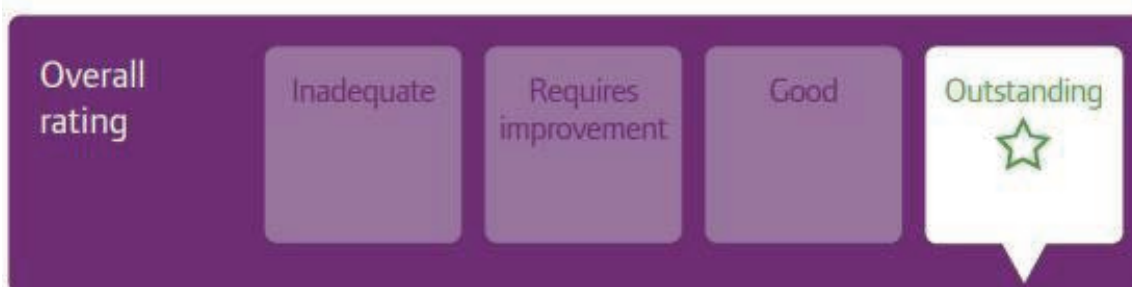 Overall
rating
Inadequate
Requires
improvement
Good
Outstanding